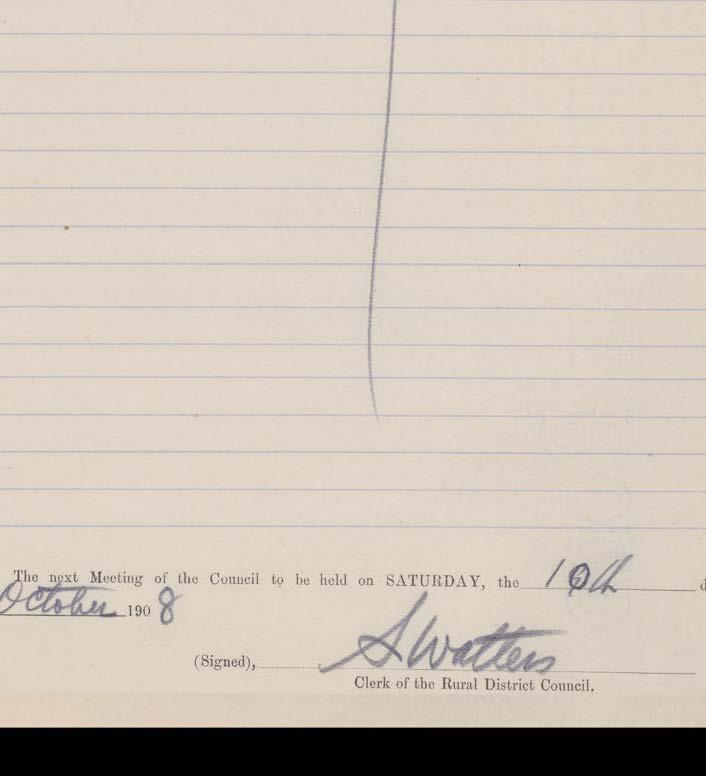 The next Meeting of the Council to be held on SATURDAY, the 10th d
October 1908
(Signed), S Watters
Clerk of the Rural District Council.